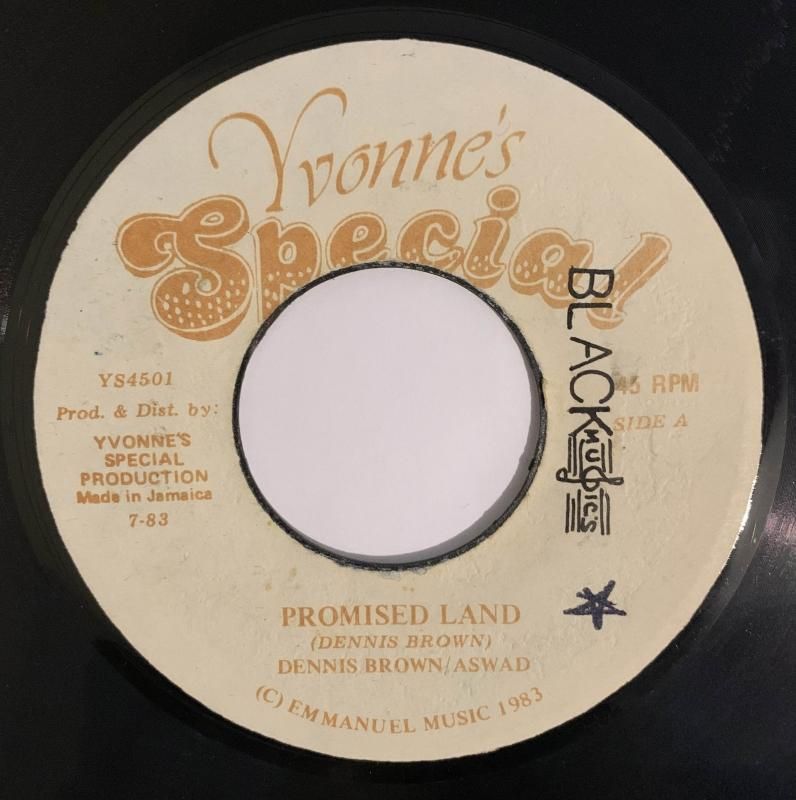 Yvonne's
Special
YS4501
Prod. & Dist. by:
YVONNE'S
SPECIAL
PRODUCTION
Made in Jamaica
7-83
45 RPM
SIDE A
BLACK
MUSIC'S
PROMISED LAND
(DENNIS BROWN)
DENNIS BROWN/ASWAD
(C) EMMANUEL MUSIC 1983